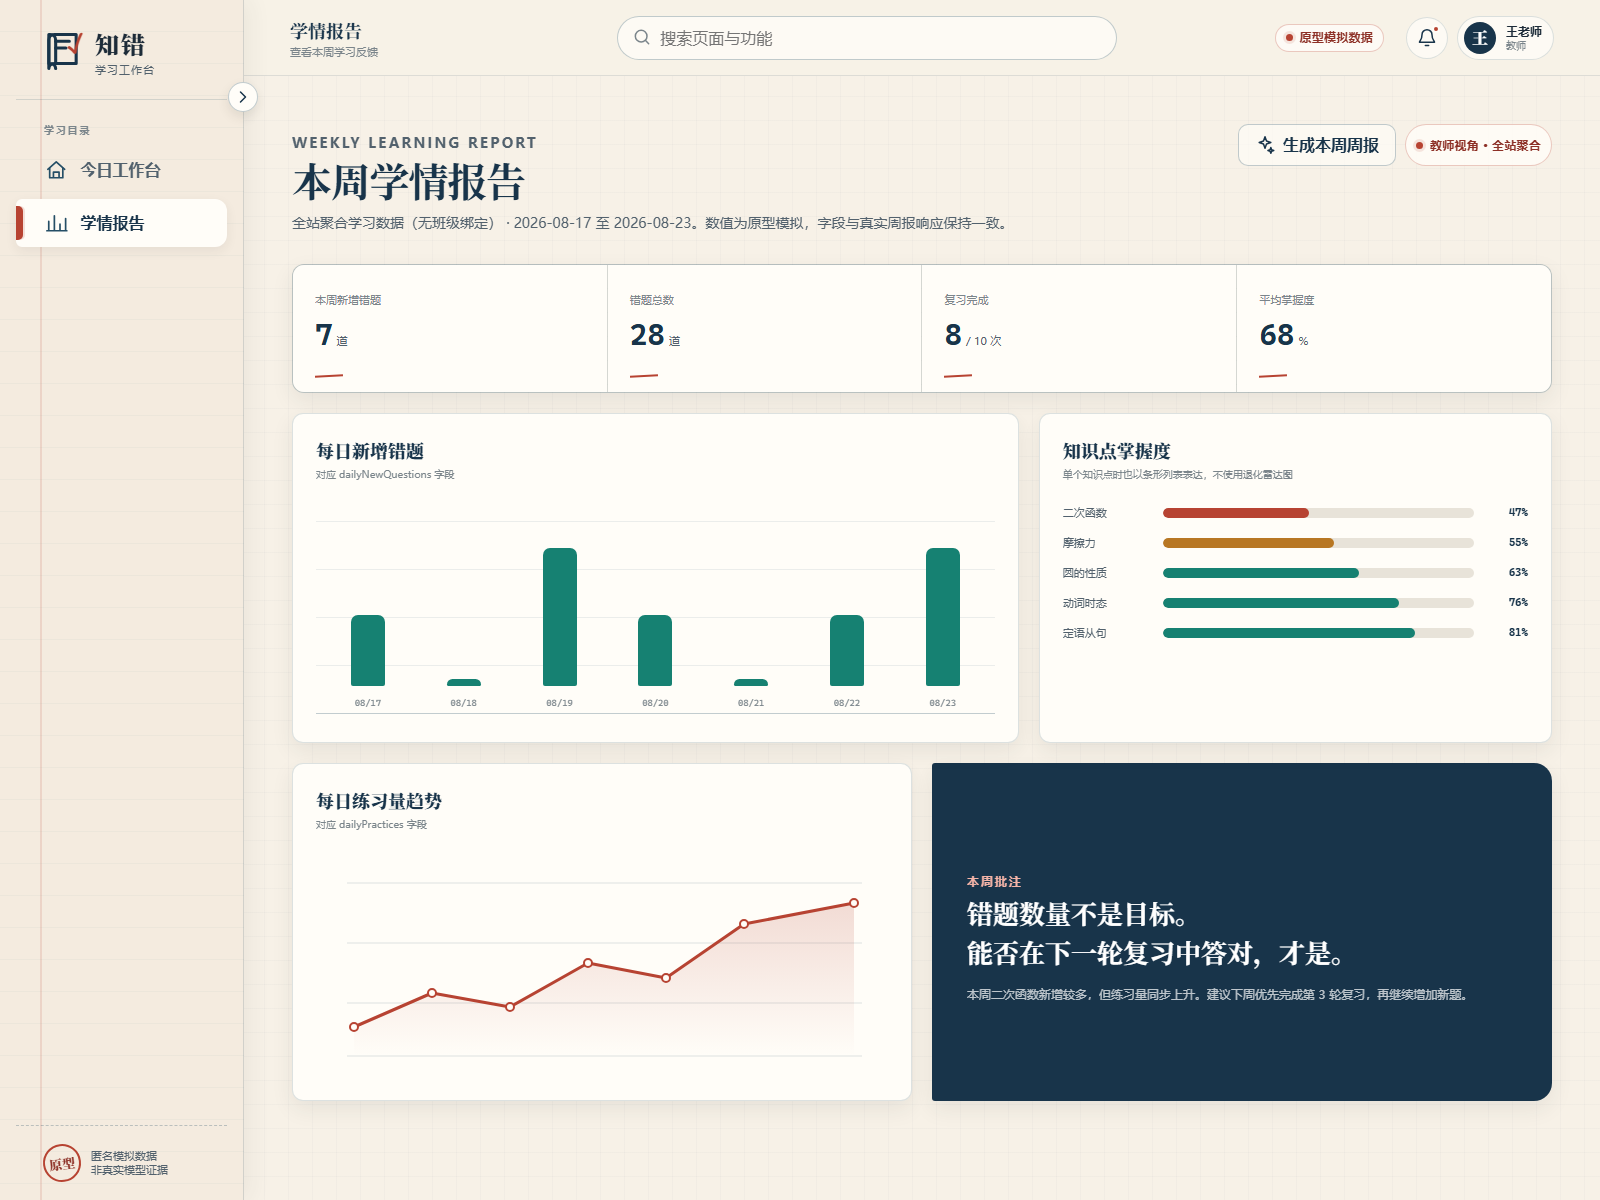 知错
学习工作台
学习目录
今日工作台
学情报告
原型
匿名模拟数据
非真实模型证据
学情报告
查看本周学习反馈
搜索页面与功能
原型模拟数据
王
王老师
教师
WEEKLY LEARNING REPORT
本周学情报告
全站聚合学习数据（无班级绑定） · 2026-08-17 至 2026-08-23。数值为原型模拟，字段与真实周报响应保持一致。
生成本周周报
教师视角・全站聚合
本周新增错题
7 道
错题总数
28 道
复习完成
8 / 10 次
平均掌握度
68 %
每日新增错题
对应 dailyNewQuestions 字段
08/17
08/18
08/19
08/20
08/21
08/22
08/23
知识点掌握度
单个知识点时也以条形列表表达，不使用退化雷达图
二次函数 47%
摩擦力 55%
圆的性质 63%
动词时态 76%
定语从句 81%
每日练习量趋势
对应 dailyPractices 字段
本周批注
错题数量不是目标。
能否在下一轮复习中答对，才是。
本周二次函数新增较多，但练习量同步上升。建议下周优先完成第 3 轮复习，再继续增加新题。